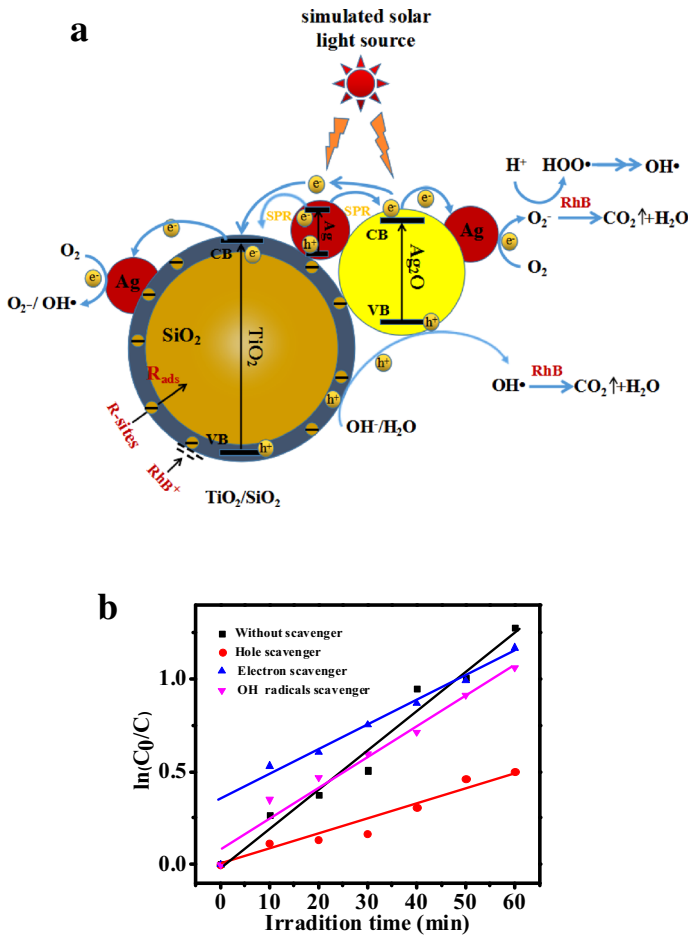 a
simulated solar
light source
H⁺ HOO• OH•
e⁻
e⁻ e⁻
SPR SPR e⁻ e⁻
RhB
O₂⁻ CO₂↑+H₂O
e⁻ CB Ag h⁺ CB Ag e⁻
O₂ e⁻ O₂
e⁻ Ag Ag₂O
O₂⁻/ OH•
SiO₂ TiO₂ VB h⁺
h⁺
RhB
R_ads OH• CO₂↑+H₂O
h⁺
R-sites OH⁻/H₂O
VB h⁺
RhB⁺
TiO₂/SiO₂
b
Without scavenger
Hole scavenger
Electron scavenger
OH radicals scavenger
ln(C₀/C)
1.0
0.5
0.0
0 10 20 30 40 50 60
Irradition time (min)